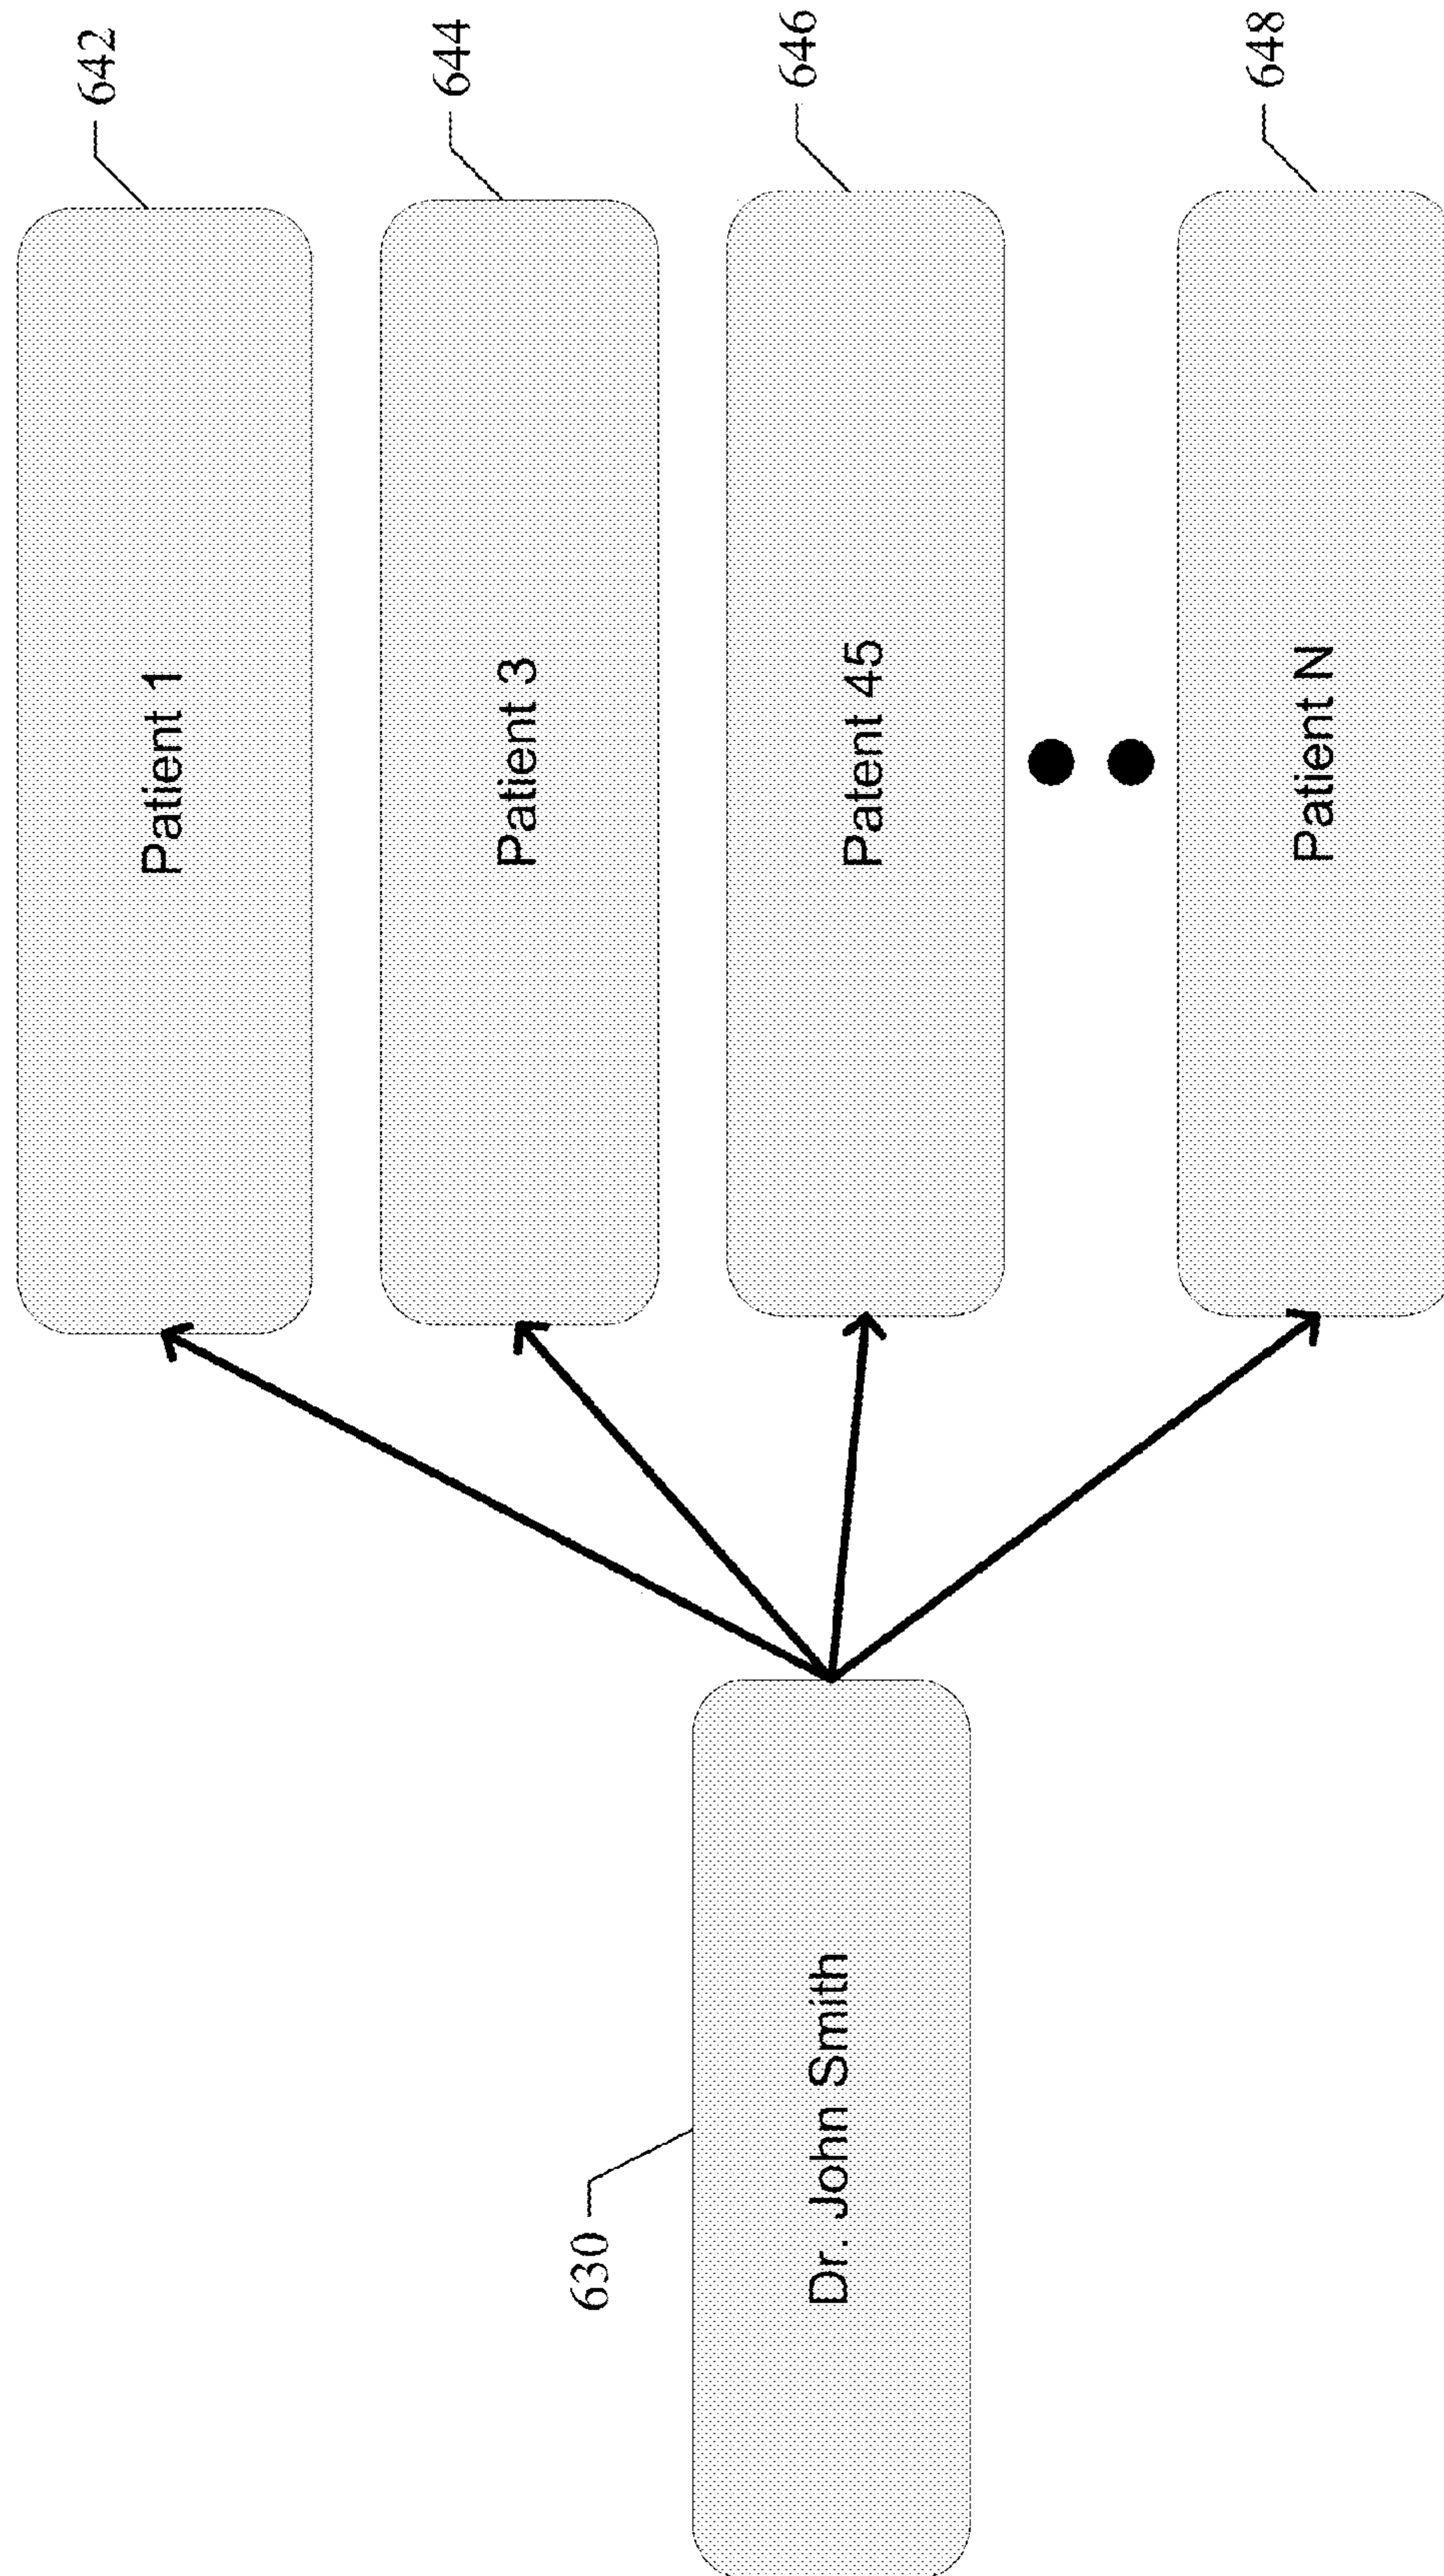 642
Patient 1
644
Patient 3
646
Patent 45
648
Patient N
630
Dr. John Smith